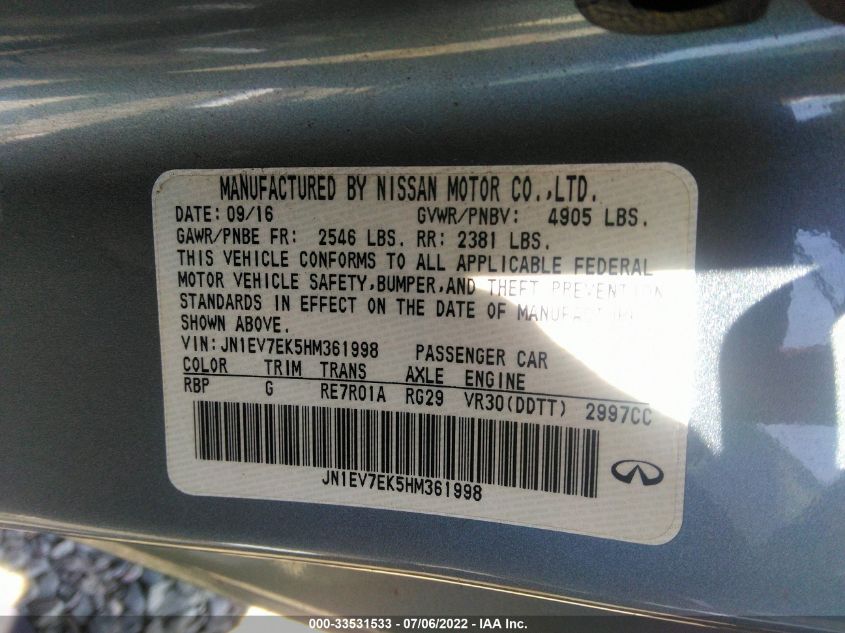 MANUFACTURED BY NISSAN MOTOR CO.,LTD.
DATE: 09/16 GVWR/PNBV: 4905 LBS.
GAWR/PNBE FR: 2546 LBS. RR: 2381 LBS.
THIS VEHICLE CONFORMS TO ALL APPLICABLE FEDERAL
MOTOR VEHICLE SAFETY,BUMPER,AND THEFT PREVENTION
STANDARDS IN EFFECT ON THE DATE OF MANUFACTURE
SHOWN ABOVE.
VIN:JN1EV7EK5HM361998 PASSENGER CAR
COLOR TRIM TRANS AXLE ENGINE
RBP G RE7R01A RG29 VR30(DDTT) 2997CC
JN1EV7EK5HM361998
000-33531533 - 07/06/2022 - IAA Inc.